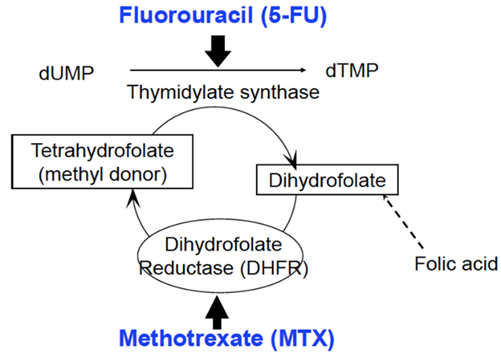 Fluorouracil (5-FU)
dUMP
dTMP
Thymidylate synthase
Tetrahydrofolate
(methyl donor)
Dihydrofolate
Dihydrofolate
Reductase (DHFR)
Folic acid
Methotrexate (MTX)